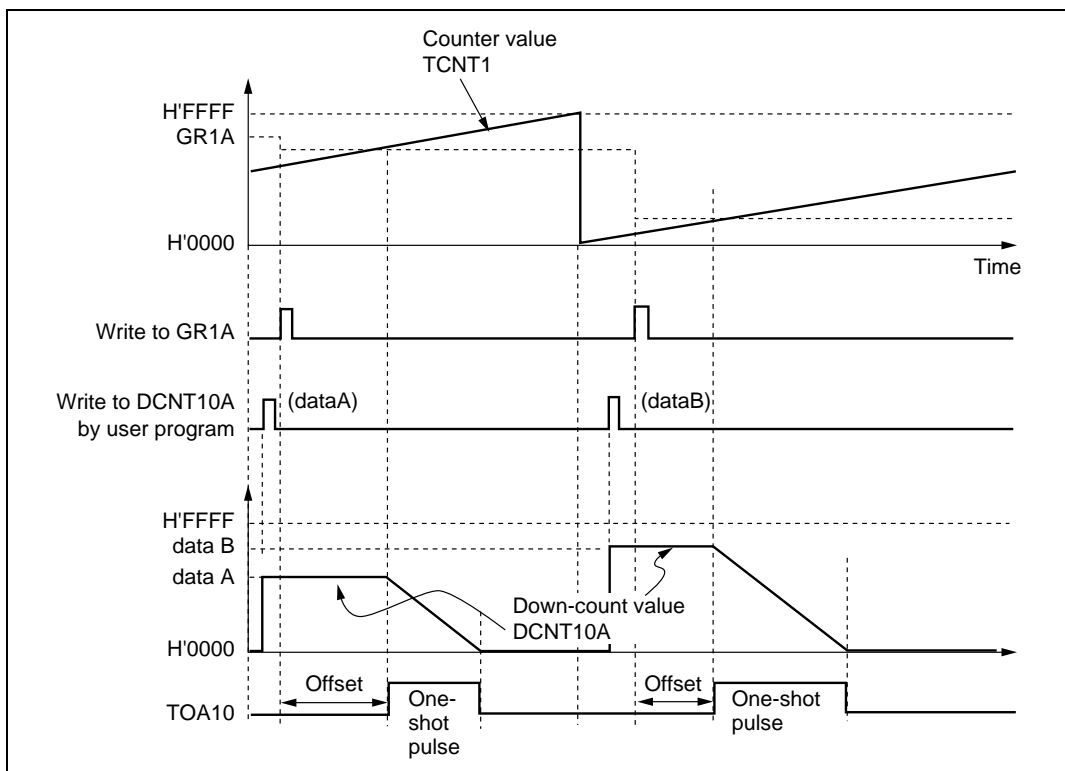 Counter value
TCNT1
H'FFFF
GR1A
H'0000
Time
Write to GR1A
Write to DCNT10A
by user program
(dataA)
(dataB)
H'FFFF
data B
data A
Down-count value
DCNT10A
H'0000
Offset
Offset
TOA10
One-
shot
pulse
One-shot
pulse